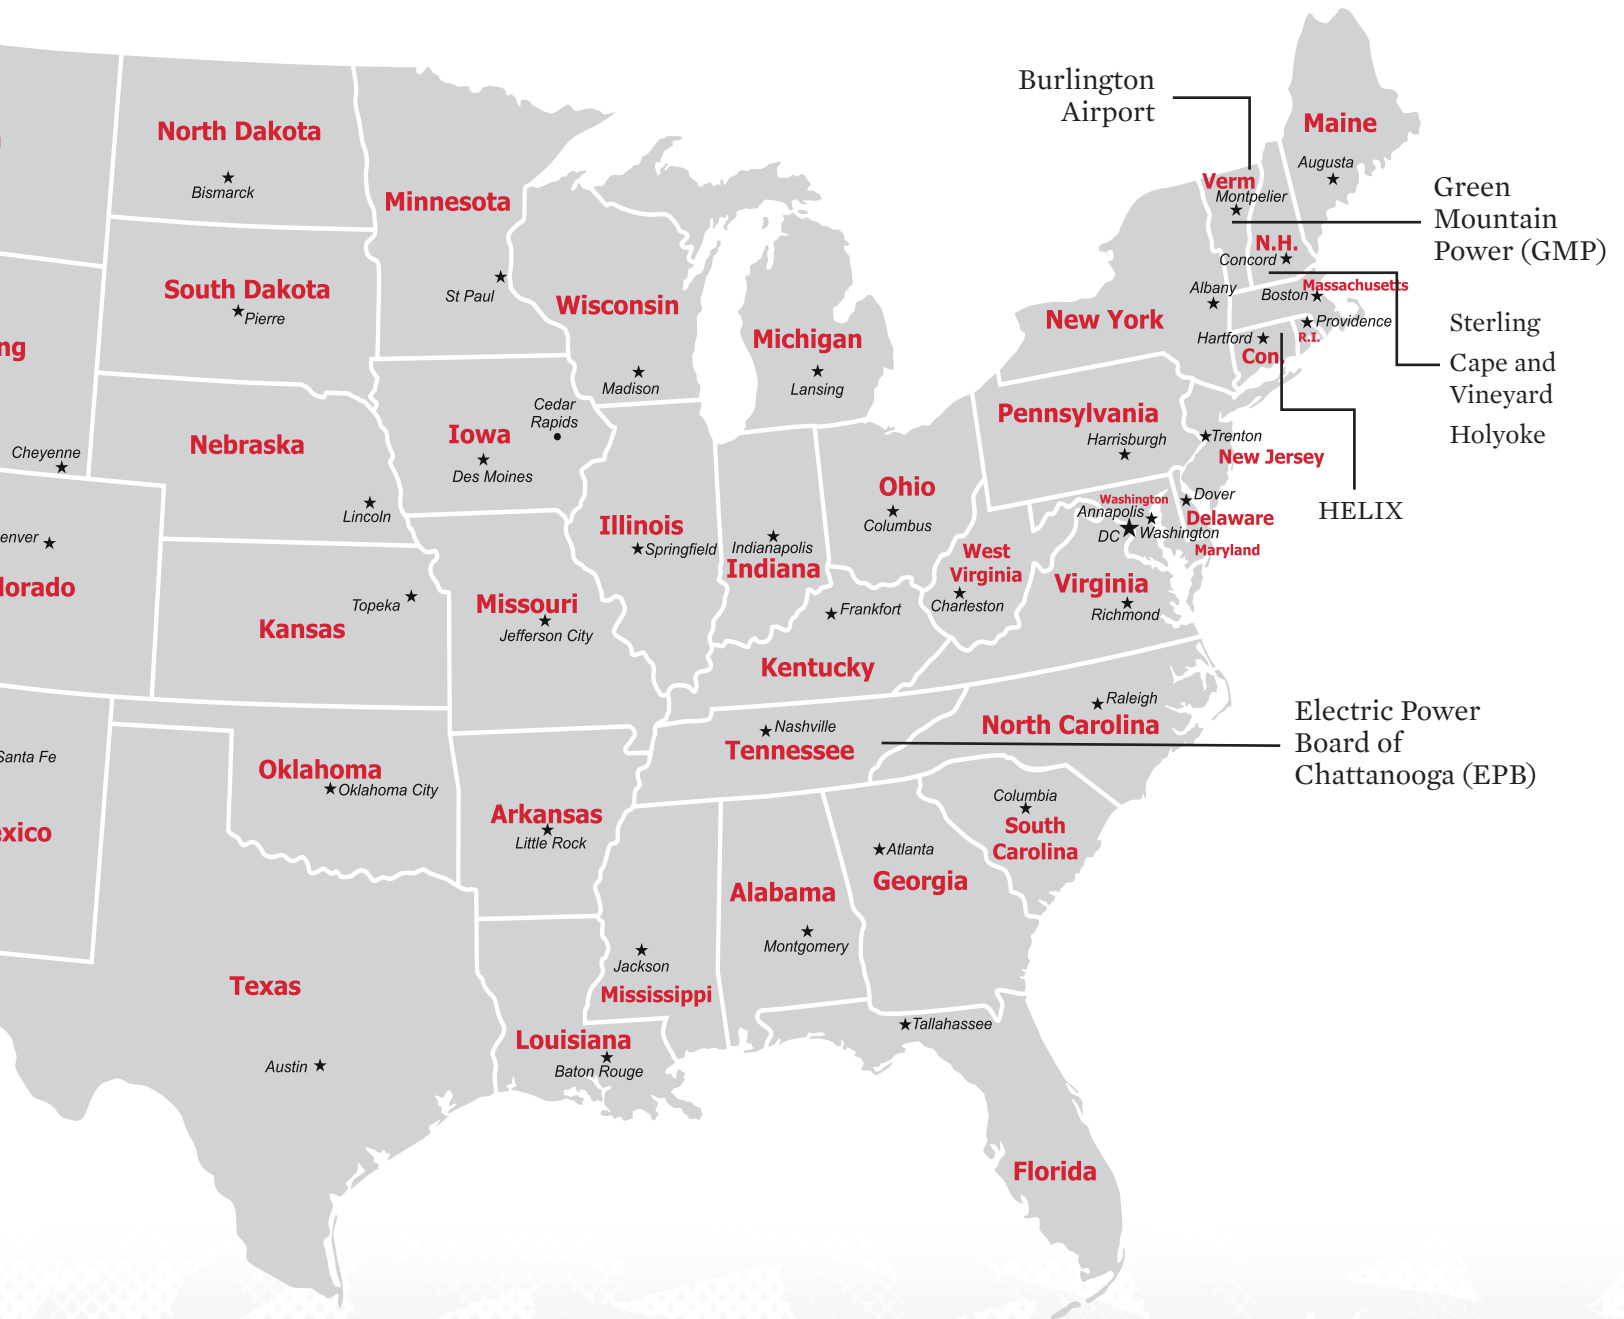 Burlington
Airport
Maine
Augusta
North Dakota
Bismarck
Minnesota
Verm
Montpelier
Green
Mountain
Power (GMP)
N.H.
Concord
South Dakota
Pierre
St Paul
Wisconsin
Albany
Boston
Massachusetts
New York
Providence
Hartford
R.I.
Con.
Sterling
Cape and
Vineyard
Holyoke
ng
Michigan
Lansing
Madison
Cedar
Rapids
Iowa
Des Moines
Nebraska
Lincoln
Cheyenne
Pennsylvania
Harrisburgh
Trenton
New Jersey
HELIX
Ohio
Columbus
Washington
Annapolis
DC
Washington
Dover
Delaware
Maryland
enver
Illinois
Springfield
Indianapolis
Indiana
West
Virginia
Charleston
Virginia
Richmond
lorado
Topeka
Kansas
Missouri
Jefferson City
Frankfort
Kentucky
Raleigh
North Carolina
Nashville
Tennessee
Electric Power
Board of
Chattanooga (EPB)
Santa Fe
Oklahoma
Oklahoma City
Arkansas
Little Rock
Columbia
South
Carolina
exico
Atlanta
Georgia
Alabama
Montgomery
Jackson
Mississippi
Texas
Austin
Louisiana
Baton Rouge
Tallahassee
Florida